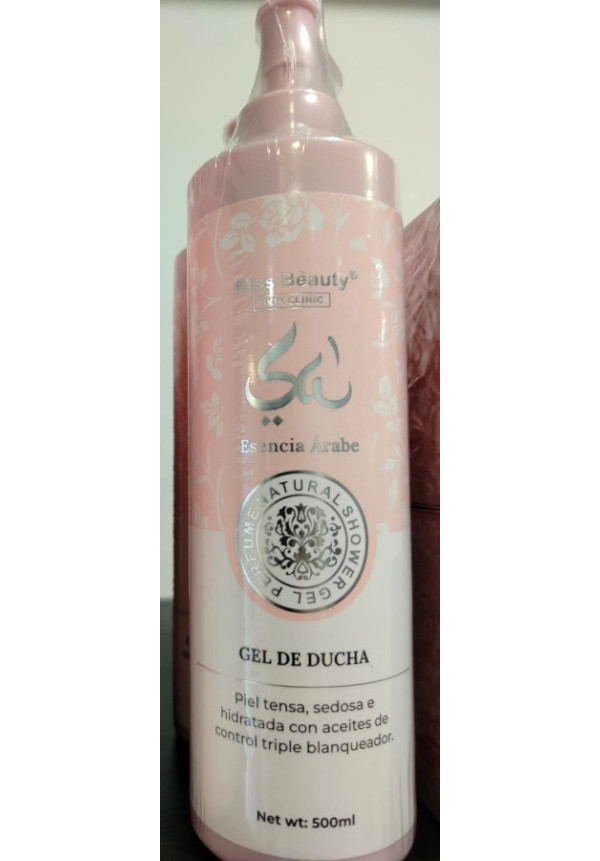 Kiss Bèauty®
SKIN CLINIC
Esencia Árabe
NATURAL SHOWER GEL PERFUME
GEL DE DUCHA
Piel tensa, sedosa e
hidratada con aceites de
control triple blanqueador.
Net wt: 500ml